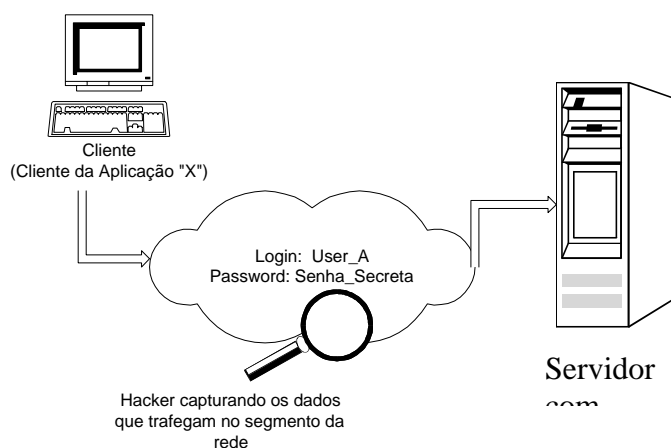 Cliente
(Cliente da Aplicação "X")
Login: User_A
Password: Senha_Secreta
Hacker capturando os dados
que trafegam no segmento da
rede
Servidor
com